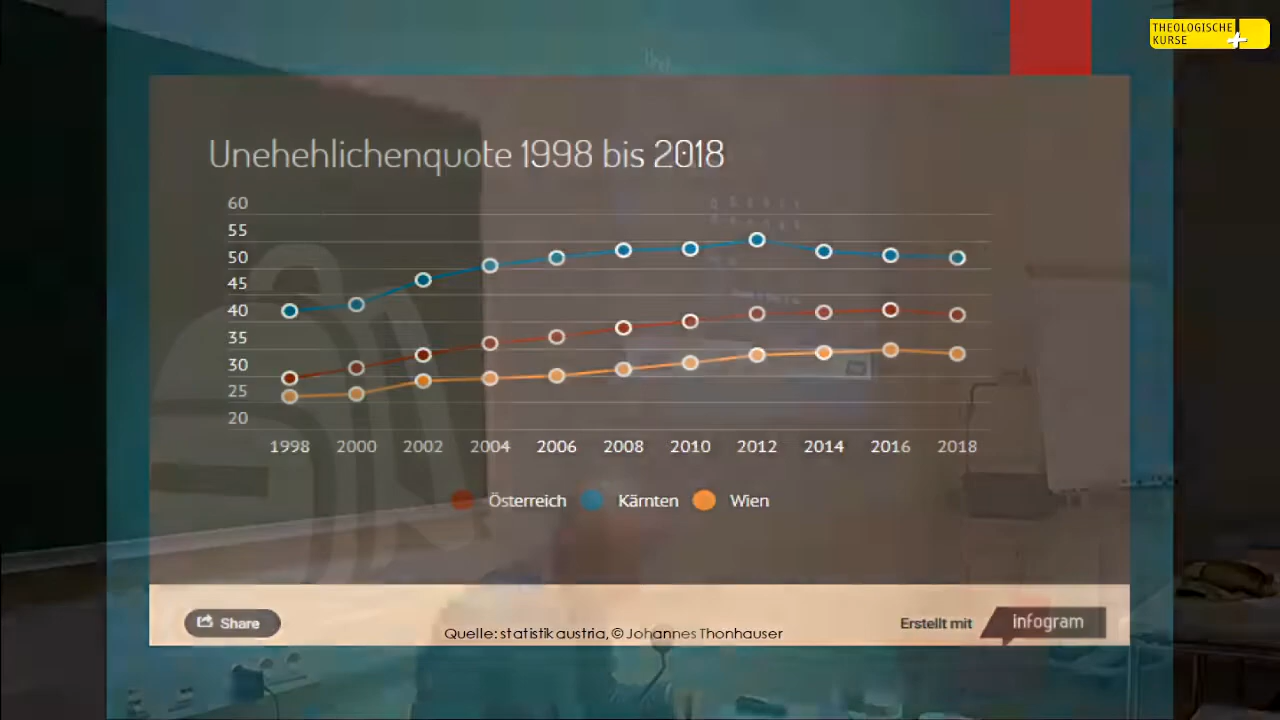 THEOLOGISCHE
KURSE
Unehehlichenquote 1998 bis 2018
60
55
50
45
40
35
30
25
20
1998 2000 2002 2004 2006 2008 2010 2012 2014 2016 2018
Österreich Kärnten Wien
Share
Quelle: statistik austria, © Johannes Thonhauser
Erstellt mit infogram